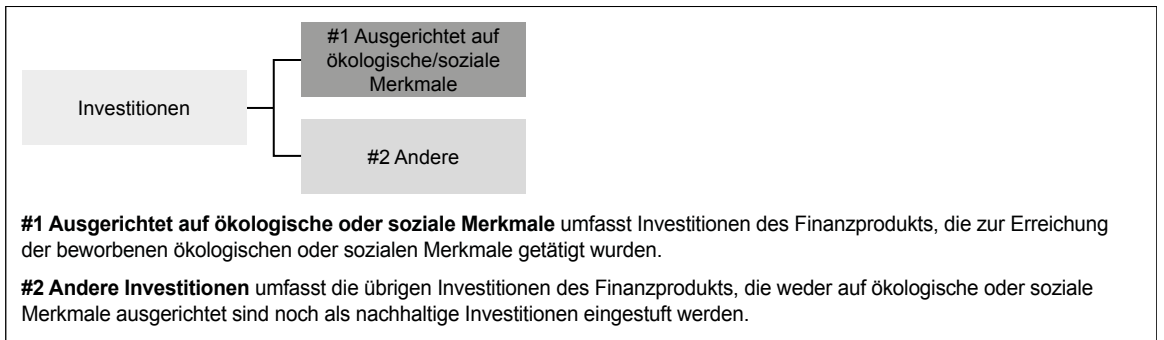 #1 Ausgerichtet auf
ökologische/soziale
Merkmale
Investitionen
#2 Andere
#1 Ausgerichtet auf ökologische oder soziale Merkmale umfasst Investitionen des Finanzprodukts, die zur Erreichung
der beworbenen ökologischen oder sozialen Merkmale getätigt wurden.
#2 Andere Investitionen umfasst die übrigen Investitionen des Finanzprodukts, die weder auf ökologische oder soziale
Merkmale ausgerichtet sind noch als nachhaltige Investitionen eingestuft werden.